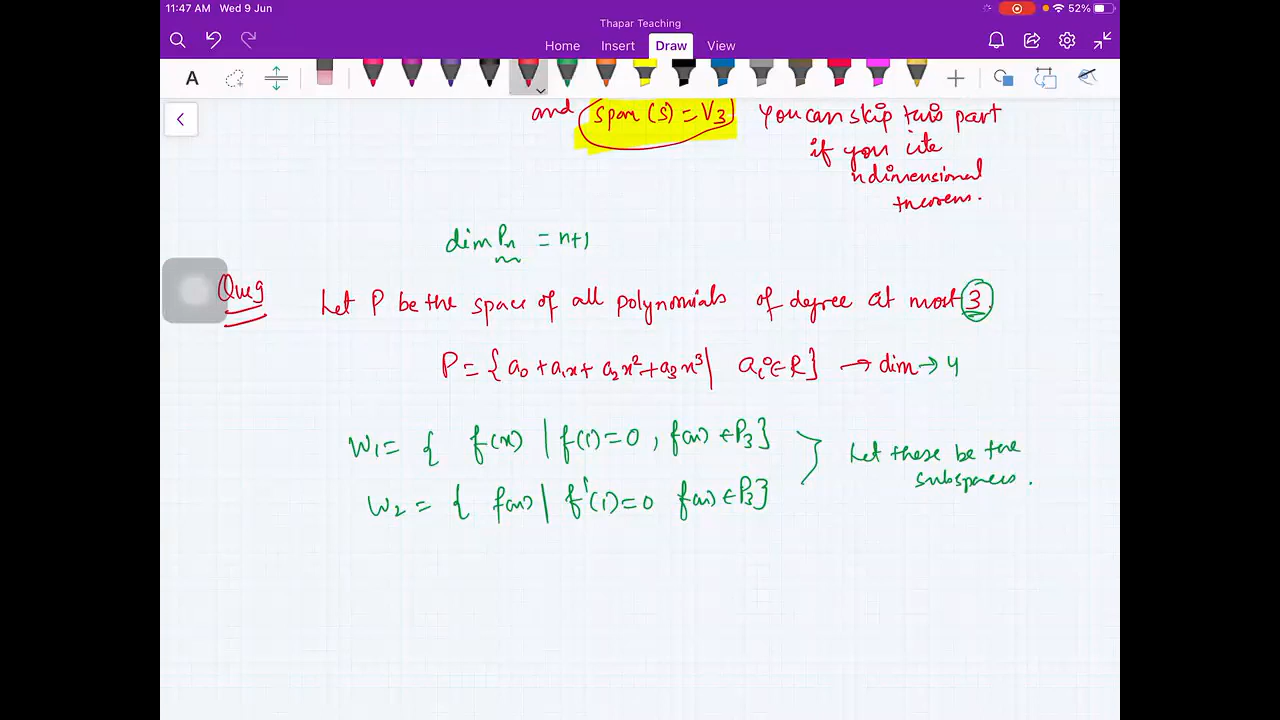 11:47 AM Wed 9 Jun
52%
Thapar Teaching
Home Insert Draw View
A
and span(s) = V3 You can skip this part
if you cite
n dimensional
theorem.
dim Pn = n+1
Ques Let P be the space of all polynomials of degree at most 3.
P = { a0 + a1x + a2x² + a3x³ | ai ∈ R } → dim → 4
W1 = { f(x) | f(1)=0, f(x) ∈ P3 }
Let these be the
subspaces.
W2 = { f(x) | f'(1)=0 f(x) ∈ P3 }